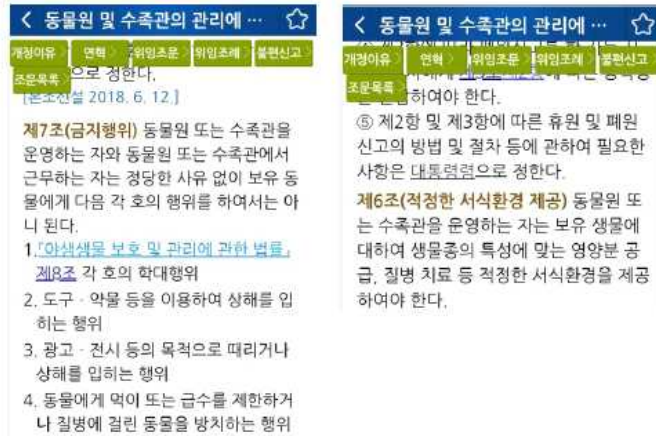 동물원 및 수족관의 관리에 ...
개정이유
연혁
위임조문
위임조례
불편신고
조문목록
으로 정한다.
[본조신설 2018. 6. 12.]
제7조(금지행위) 동물원 또는 수족관을
운영하는 자와 동물원 또는 수족관에서
근무하는 자는 정당한 사유 없이 보유 동
물에게 다음 각 호의 행위를 하여서는 아
니 된다.
1.「야생생물 보호 및 관리에 관한 법률」
제8조 각 호의 학대행위
2. 도구ㆍ약물 등을 이용하여 상해를 입
히는 행위
3. 광고ㆍ전시 등의 목적으로 때리거나
상해를 입히는 행위
4. 동물에게 먹이 또는 급수를 제한하거
나 질병에 걸린 동물을 방치하는 행위
동물원 및 수족관의 관리에 ...
개정이유
연혁
위임조문
위임조례
불편신고
조문목록
하여야 한다.
⑤ 제2항 및 제3항에 따른 휴원 및 폐원
신고의 방법 및 절차 등에 관하여 필요한
사항은 대통령령으로 정한다.
제6조(적정한 서식환경 제공) 동물원 또
는 수족관을 운영하는 자는 보유 생물에
대하여 생물종의 특성에 맞는 영양분 공
급, 질병 치료 등 적정한 서식환경을 제공
하여야 한다.